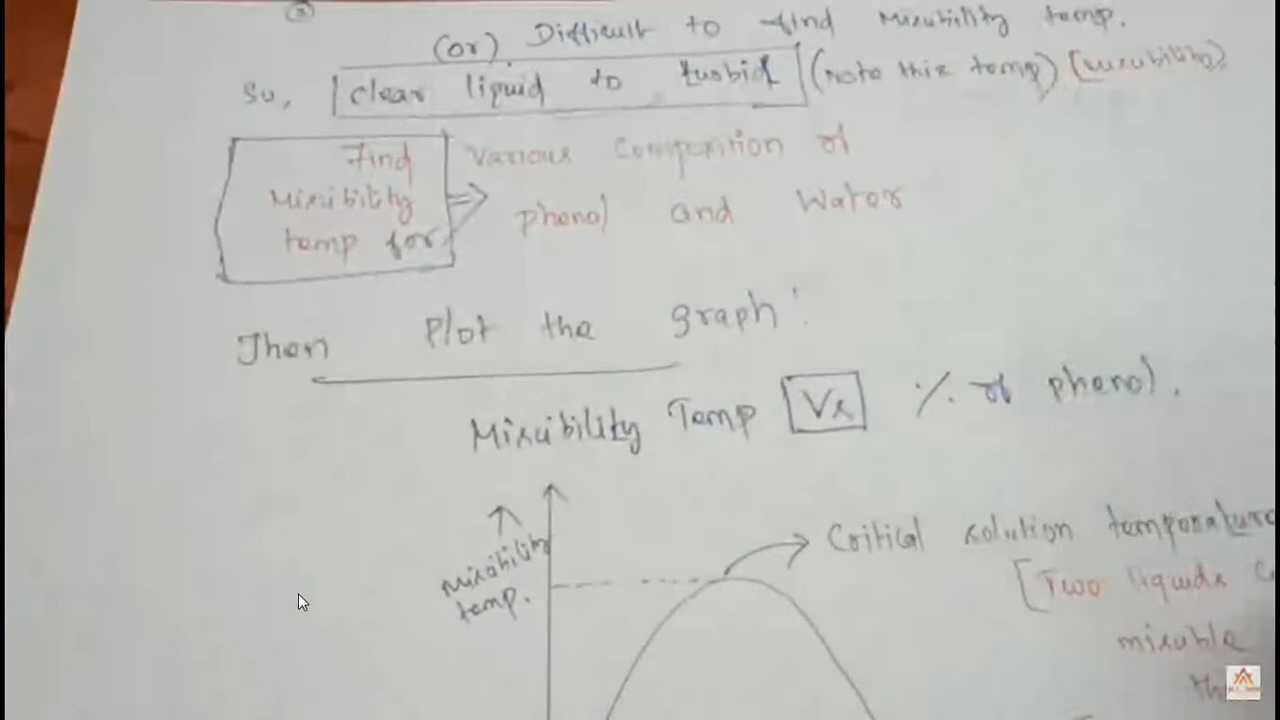 (or) Difficult to find Miscibility temp.
So, clear liquid to turbid (note this temp) [miscibility]
Find Various Composition of
Miscibility ⇒ phenol and Water
temp for
Then Plot the graph:
Miscibility Temp Vs % of phenol.
Critical solution temperature
Miscibility temp.
[Two liquids
miscible